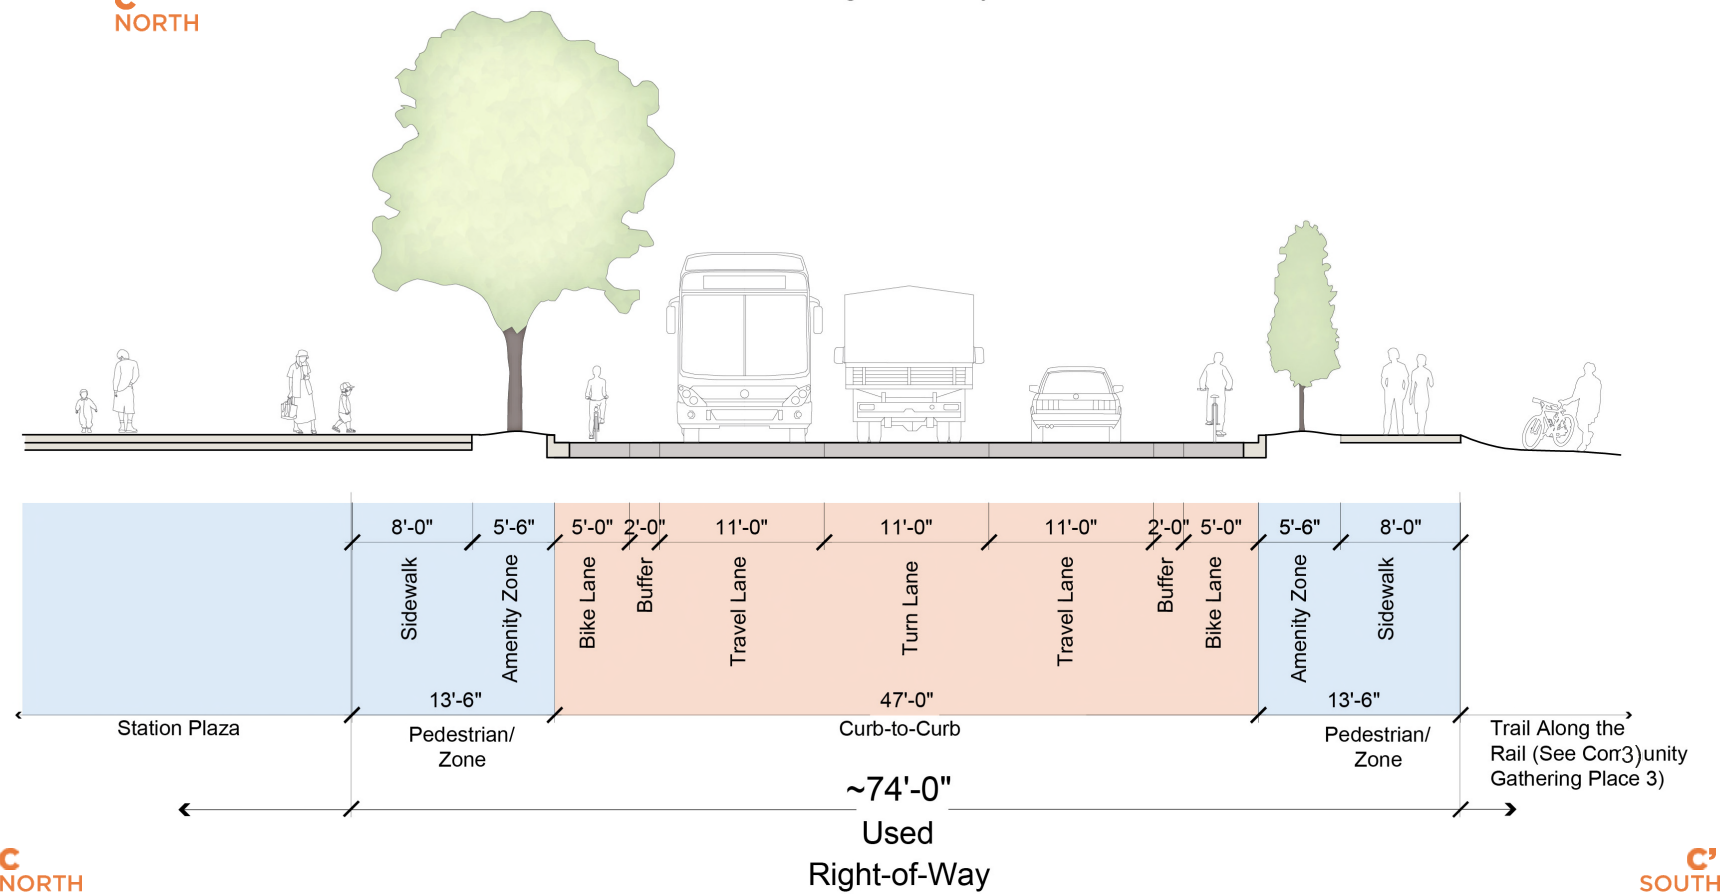 C
NORTH
8'-0"
5'-6"
5'-0"
2'-0"
11'-0"
11'-0"
11'-0"
2'-0"
5'-0"
5'-6"
8'-0"
Sidewalk
Amenity Zone
Bike Lane
Buffer
Travel Lane
Turn Lane
Travel Lane
Buffer
Bike Lane
Amenity Zone
Sidewalk
13'-6"
47'-0"
13'-6"
Station Plaza
Pedestrian/
Zone
Curb-to-Curb
Pedestrian/
Zone
Trail Along the
Rail (See Com3)unity
Gathering Place 3)
~74'-0"
Used
Right-of-Way
C
NORTH
C’
SOUTH